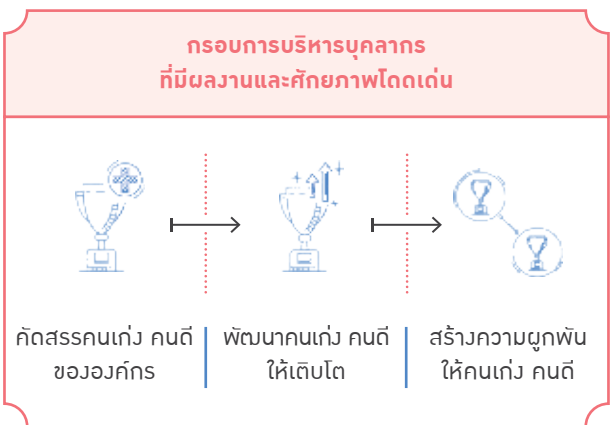 กรอบการบริหารบุคลากร
ที่มีผลงานและศักยภาพโดดเด่น
คัดสรรคนเก่ง คนดี
ขององค์กร
พัฒนาคนเก่ง คนดี
ให้เติบโต
สร้างความผูกพัน
ให้คนเก่ง คนดี